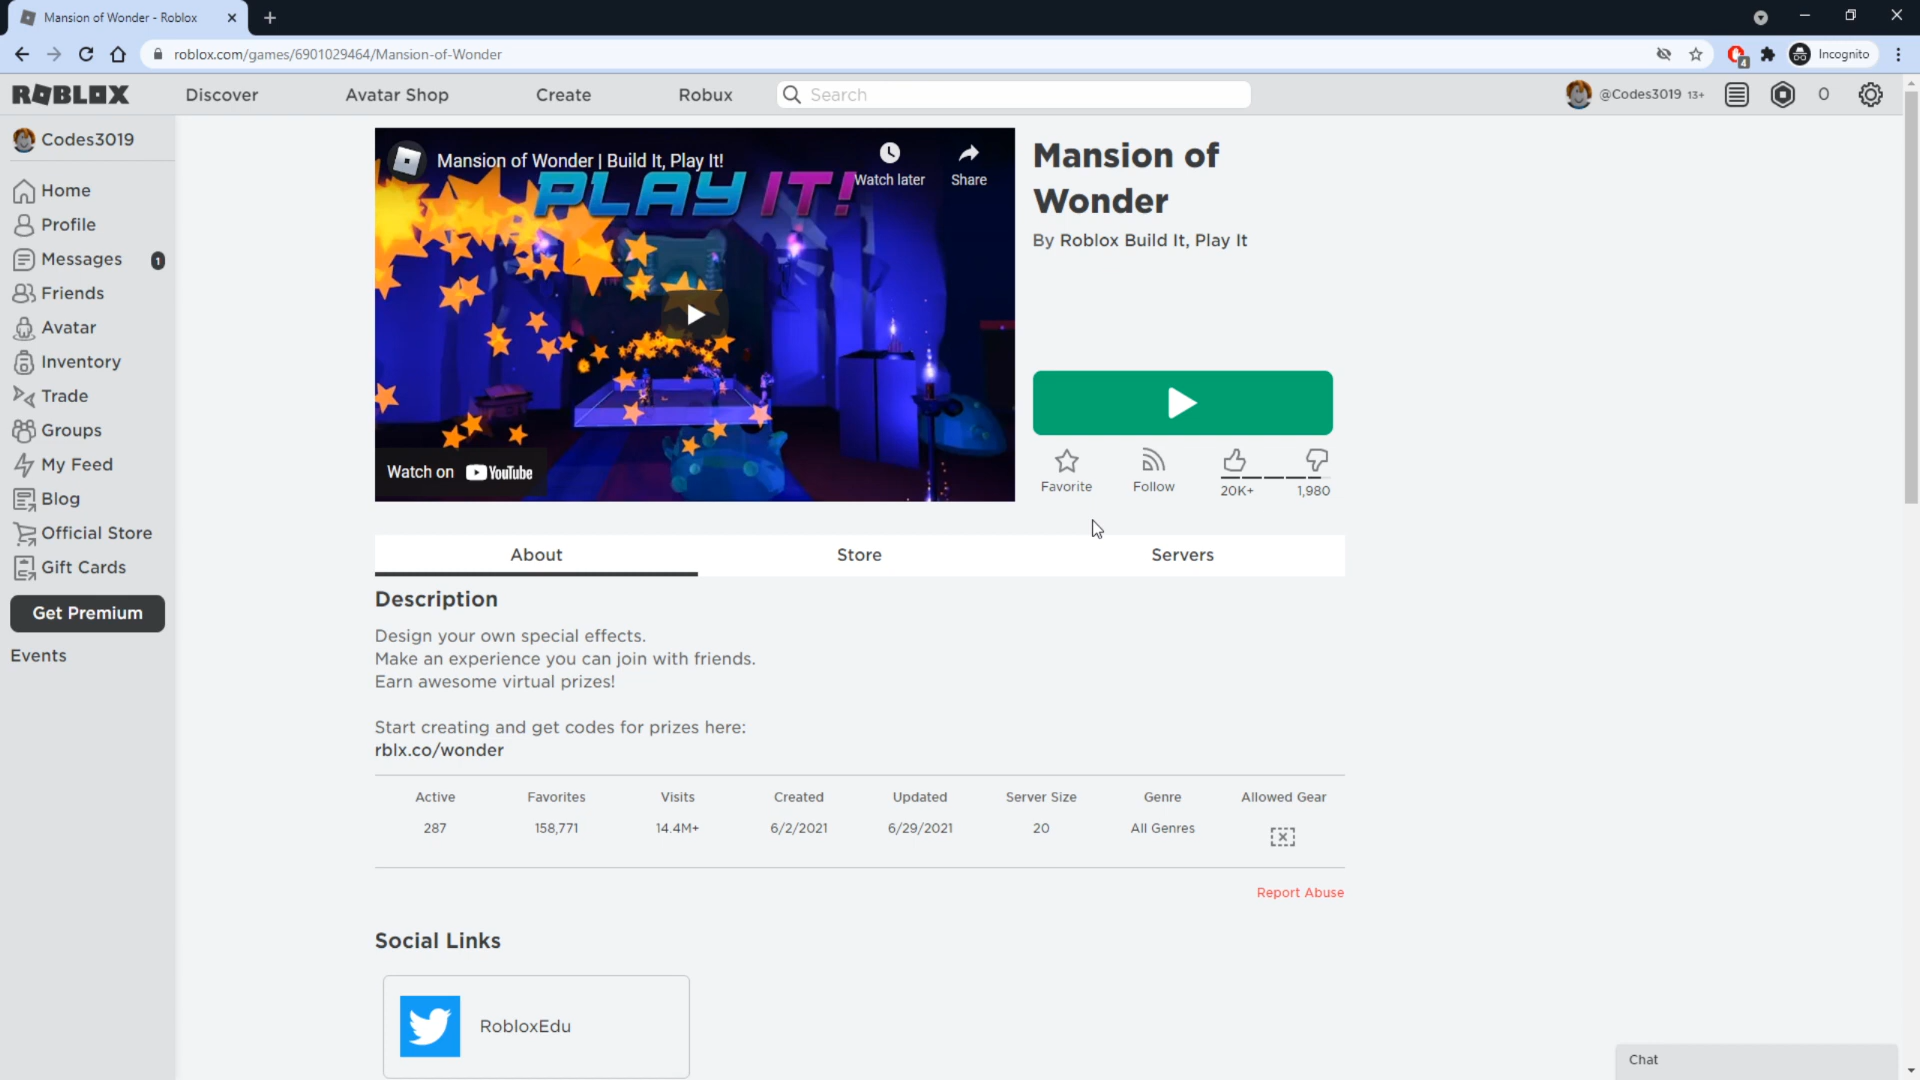 Mansion of Wonder - Roblox
roblox.com/games/6901029464/Mansion-of-Wonder
4
Incognito
ROBLOX
Discover
Avatar Shop
Create
Robux
Search
@Codes3019 13+
0
Codes3019
Home
Profile
Messages 1
Friends
Avatar
Inventory
Trade
Groups
My Feed
Blog
Official Store
Gift Cards
Get Premium
Events
Mansion of Wonder | Build It, Play It!
Watch later
Share
PLAY IT!
Watch on YouTube
Mansion of
Wonder
By Roblox Build It, Play It
Favorite
Follow
20K+
1,980
About
Store
Servers
Description
Design your own special effects.
Make an experience you can join with friends.
Earn awesome virtual prizes!
Start creating and get codes for prizes here:
rblx.co/wonder
Active Favorites Visits Created Updated Server Size Genre Allowed Gear
287 158,771 14.4M+ 6/2/2021 6/29/2021 20 All Genres
Report Abuse
Social Links
RobloxEdu
Chat